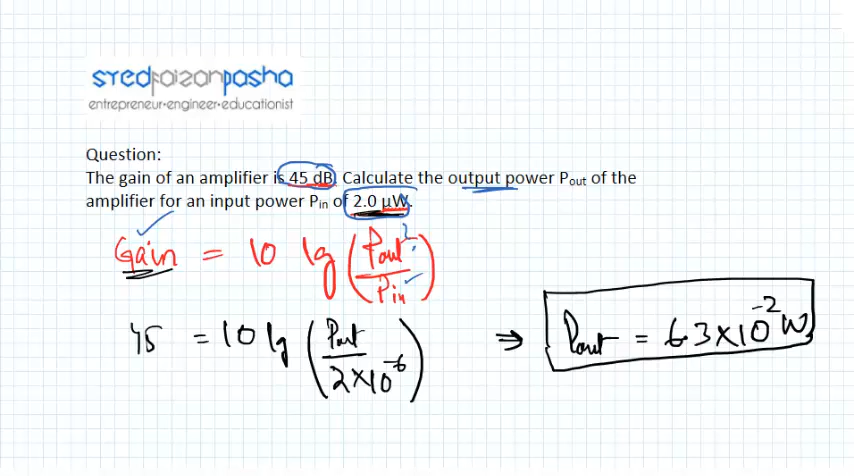 SYEDFAIZANPASHA
entrepreneur•engineer•educationist
Question:
The gain of an amplifier is 45 dB. Calculate the output power Pout of the
amplifier for an input power Pin of 2.0 μW.
Gain = 10 lg (Pout/Pin)
45 = 10 lg (Pout/2×10^-6) ⇒ Pout = 63×10^-2 W